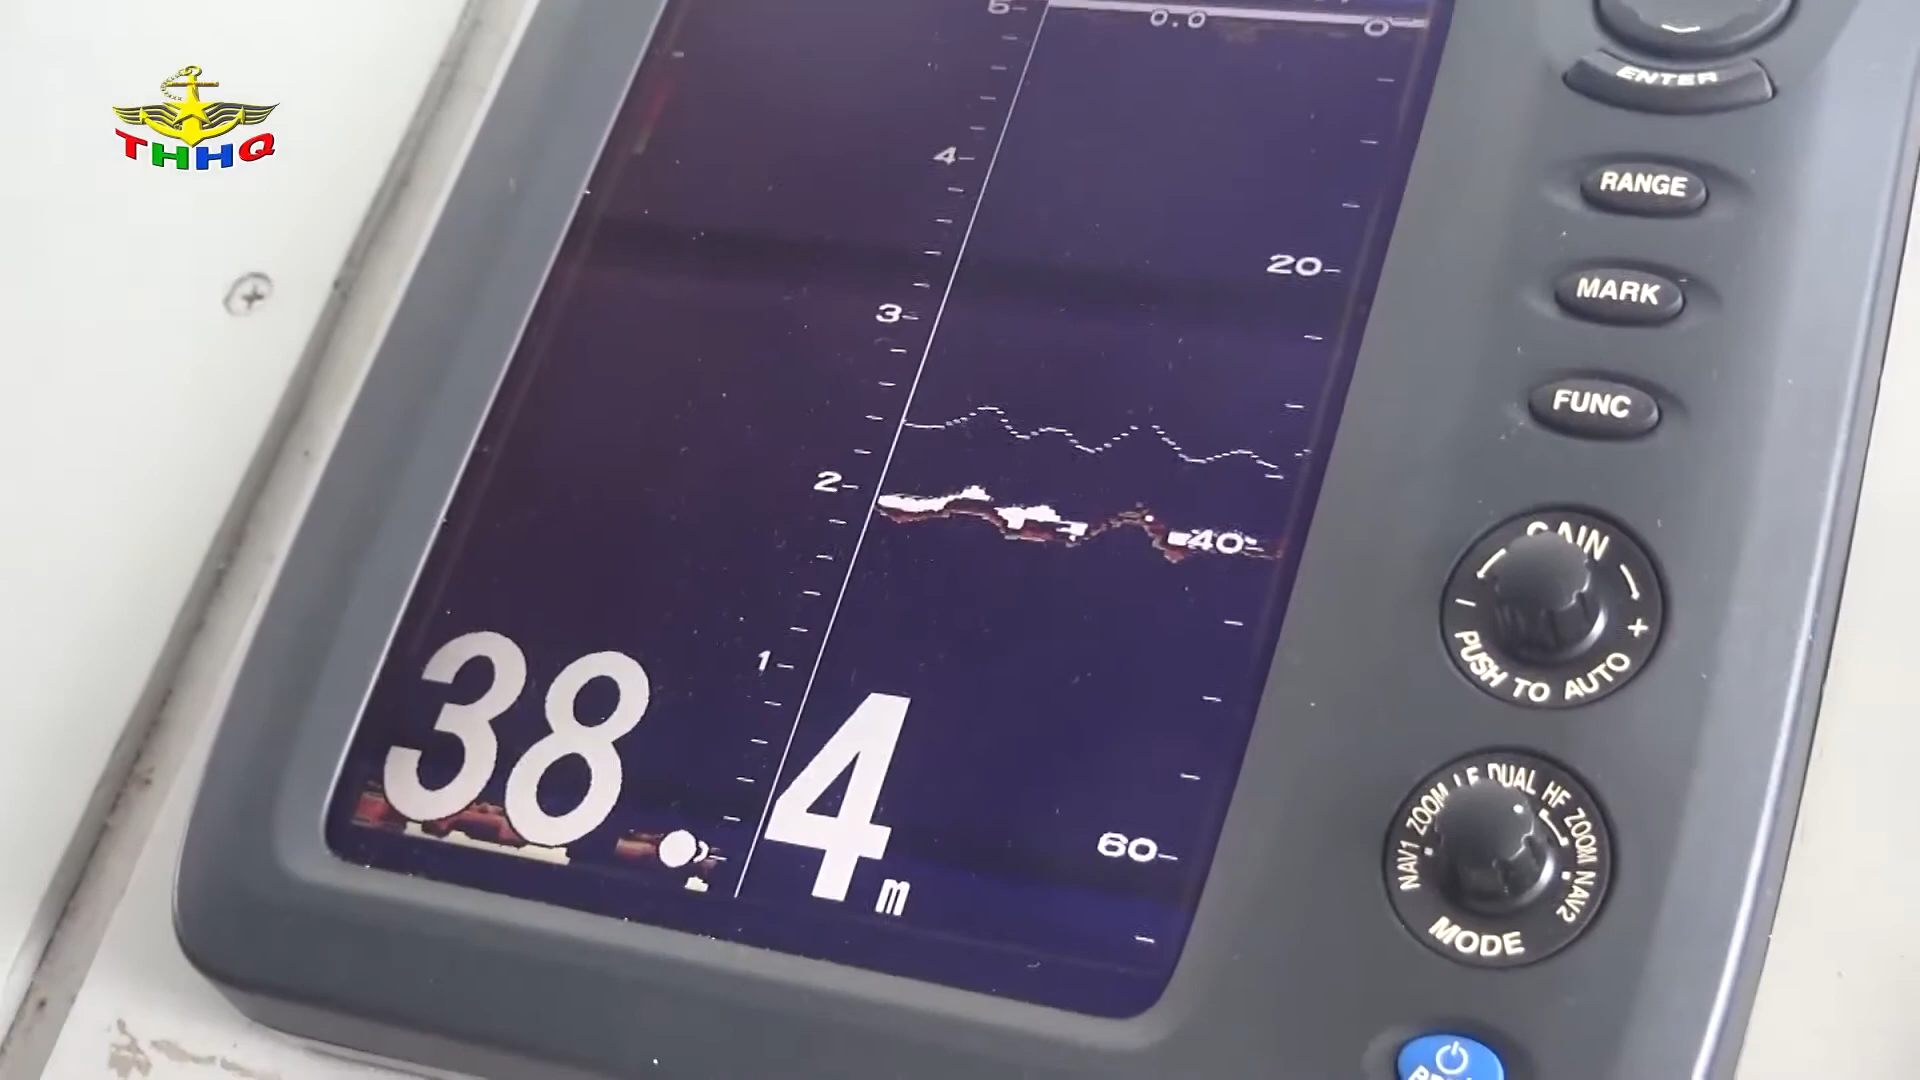 THHQ
5
0.0
0
ENTER
4
RANGE
20
MARK
3
FUNC
2
40
GAIN
- +
PUSH TO AUTO
1
38.4 m
60
NAV1 ZOOM LF DUAL HF ZOOM NAV2
MODE